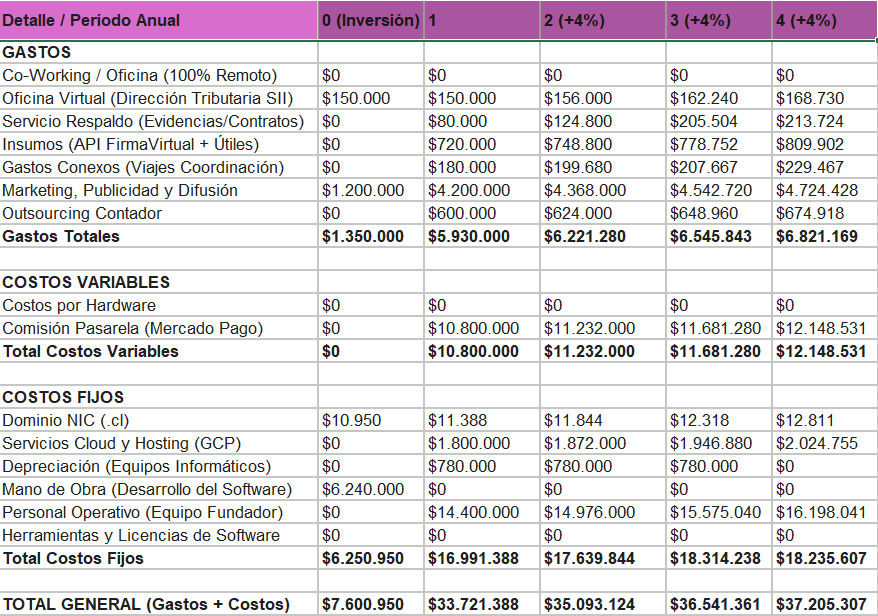 Detalle / Período Anual 0 (Inversión) 1 2 (+4%) 3 (+4%) 4 (+4%)
GASTOS
Co-Working / Oficina (100% Remoto) $0 $0 $0 $0 $0
Oficina Virtual (Dirección Tributaria SII) $150.000 $150.000 $156.000 $162.240 $168.730
Servicio Respaldo (Evidencias/Contratos) $0 $80.000 $124.800 $205.504 $213.724
Insumos (API FirmaVirtual + Útiles) $0 $720.000 $748.800 $778.752 $809.902
Gastos Conexos (Viajes Coordinación) $0 $180.000 $199.680 $207.667 $229.467
Marketing, Publicidad y Difusión $1.200.000 $4.200.000 $4.368.000 $4.542.720 $4.724.428
Outsourcing Contador $0 $600.000 $624.000 $648.960 $674.918
Gastos Totales $1.350.000 $5.930.000 $6.221.280 $6.545.843 $6.821.169
COSTOS VARIABLES
Costos por Hardware $0 $0 $0 $0 $0
Comisión Pasarela (Mercado Pago) $0 $10.800.000 $11.232.000 $11.681.280 $12.148.531
Total Costos Variables $0 $10.800.000 $11.232.000 $11.681.280 $12.148.531
COSTOS FIJOS
Dominio NIC (.cl) $10.950 $11.388 $11.844 $12.318 $12.811
Servicios Cloud y Hosting (GCP) $0 $1.800.000 $1.872.000 $1.946.880 $2.024.755
Depreciación (Equipos Informáticos) $0 $780.000 $780.000 $780.000 $0
Mano de Obra (Desarrollo del Software) $6.240.000 $0 $0 $0 $0
Personal Operativo (Equipo Fundador) $0 $14.400.000 $14.976.000 $15.575.040 $16.198.041
Herramientas y Licencias de Software $0 $0 $0 $0 $0
Total Costos Fijos $6.250.950 $16.991.388 $17.639.844 $18.314.238 $18.235.607
TOTAL GENERAL (Gastos + Costos) $7.600.950 $33.721.388 $35.093.124 $36.541.361 $37.205.307